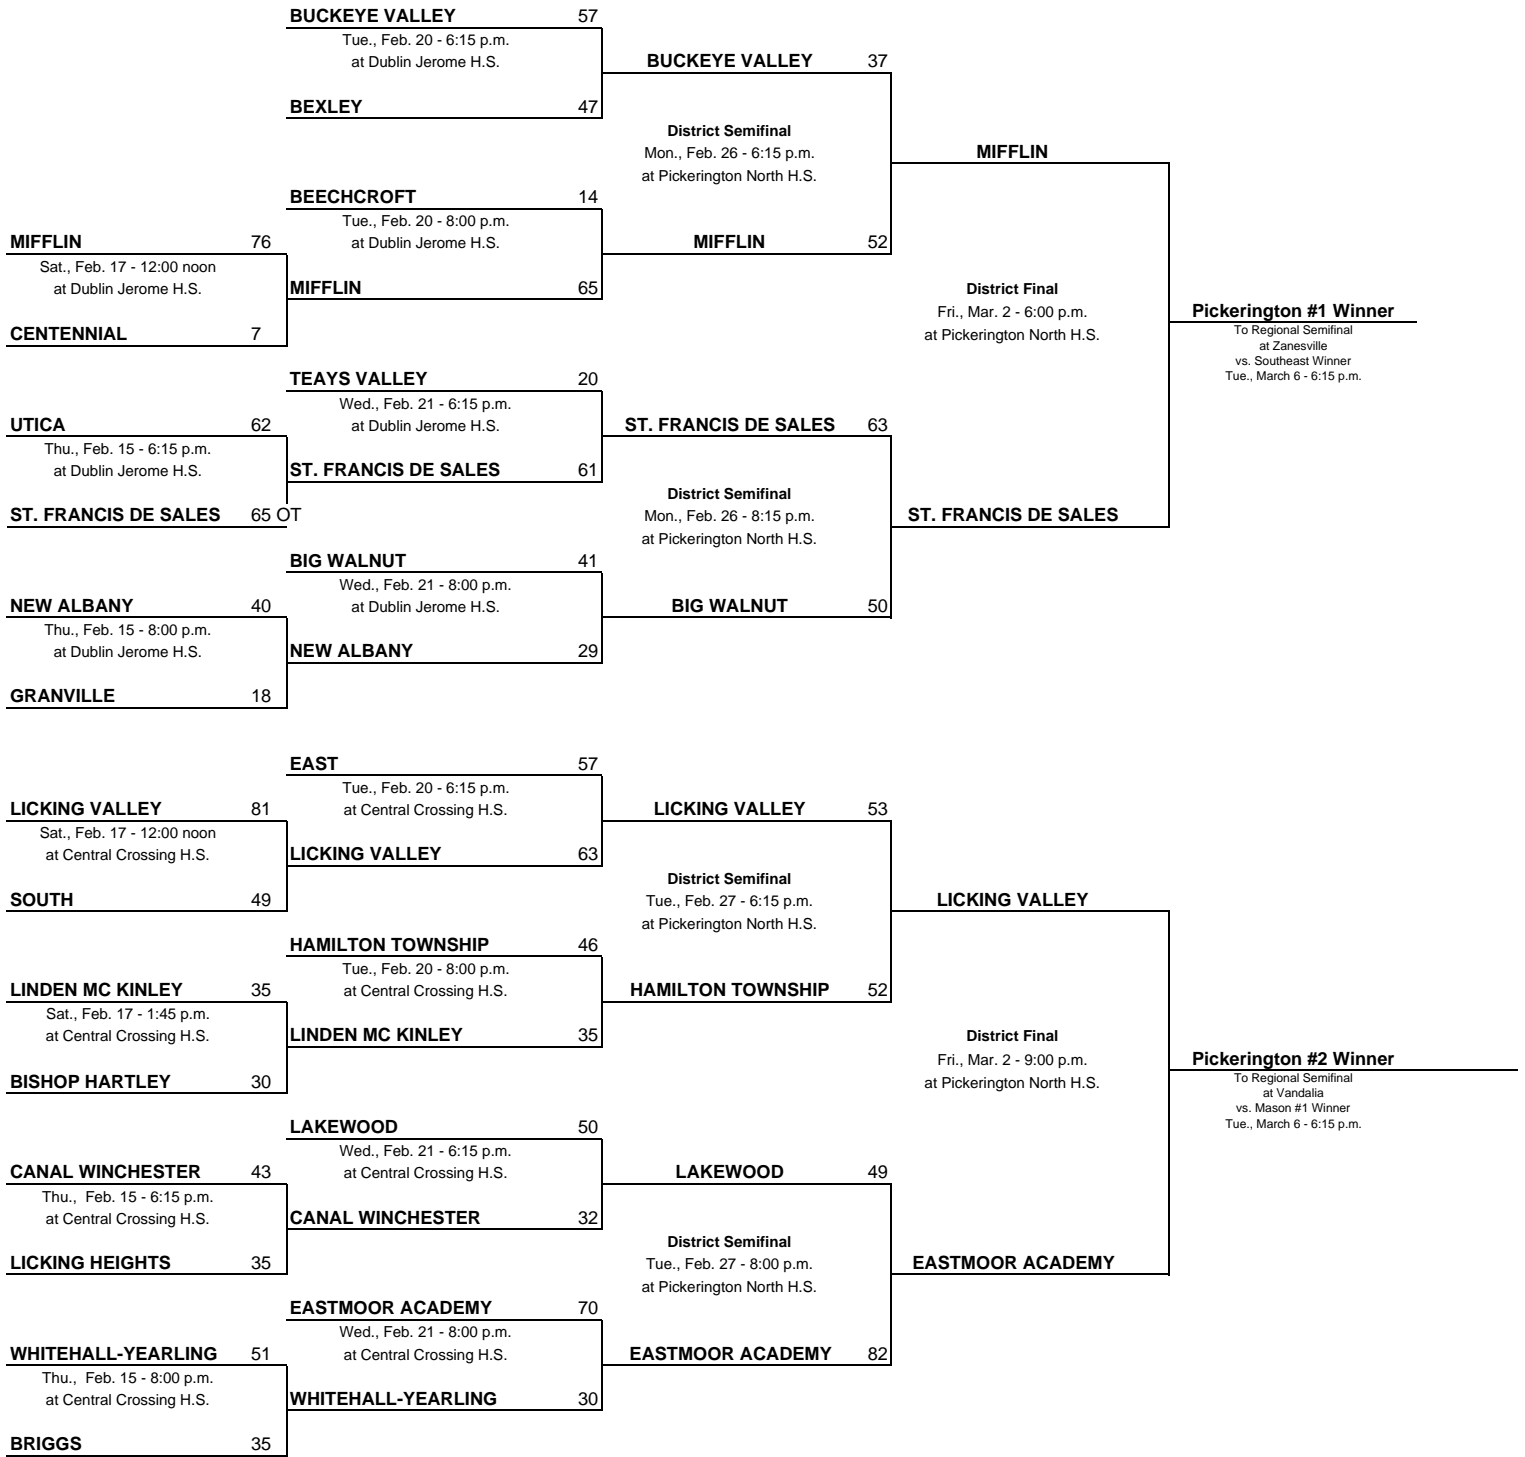 BUCKEYE VALLEY 57
Tue., Feb. 20 - 6:15 p.m.
at Dublin Jerome H.S.
BUCKEYE VALLEY 37
BEXLEY 47
District Semifinal
Mon., Feb. 26 - 6:15 p.m.
at Pickerington North H.S.
MIFFLIN
BEECHCROFT 14
Tue., Feb. 20 - 8:00 p.m.
at Dublin Jerome H.S.
MIFFLIN 76
MIFFLIN 52
Sat., Feb. 17 - 12:00 noon
at Dublin Jerome H.S.
MIFFLIN 65
District Final
Fri., Mar. 2 - 6:00 p.m.
at Pickerington North H.S.
Pickerington #1 Winner
To Regional Semifinal
at Zanesville
vs. Southeast Winner
Tue., March 6 - 6:15 p.m.
CENTENNIAL 7
TEAYS VALLEY 20
Wed., Feb. 21 - 6:15 p.m.
at Dublin Jerome H.S.
UTICA 62
ST. FRANCIS DE SALES 63
Thu., Feb. 15 - 6:15 p.m.
at Dublin Jerome H.S.
ST. FRANCIS DE SALES 61
District Semifinal
Mon., Feb. 26 - 8:15 p.m.
at Pickerington North H.S.
ST. FRANCIS DE SALES 65 OT
ST. FRANCIS DE SALES
BIG WALNUT 41
Wed., Feb. 21 - 8:00 p.m.
at Dublin Jerome H.S.
NEW ALBANY 40
BIG WALNUT 50
Thu., Feb. 15 - 8:00 p.m.
at Dublin Jerome H.S.
NEW ALBANY 29
GRANVILLE 18
EAST 57
Tue., Feb. 20 - 6:15 p.m.
at Central Crossing H.S.
LICKING VALLEY 81
LICKING VALLEY 53
Sat., Feb. 17 - 12:00 noon
at Central Crossing H.S.
LICKING VALLEY 63
District Semifinal
Tue., Feb. 27 - 6:15 p.m.
at Pickerington North H.S.
SOUTH 49
LICKING VALLEY
HAMILTON TOWNSHIP 46
Tue., Feb. 20 - 8:00 p.m.
at Central Crossing H.S.
LINDEN MC KINLEY 35
HAMILTON TOWNSHIP 52
Sat., Feb. 17 - 1:45 p.m.
at Central Crossing H.S.
LINDEN MC KINLEY 35
District Final
Fri., Mar. 2 - 9:00 p.m.
at Pickerington North H.S.
Pickerington #2 Winner
To Regional Semifinal
at Vandalia
vs. Mason #1 Winner
Tue., March 6 - 6:15 p.m.
BISHOP HARTLEY 30
LAKEWOOD 50
Wed., Feb. 21 - 6:15 p.m.
at Central Crossing H.S.
CANAL WINCHESTER 43
LAKEWOOD 49
Thu., Feb. 15 - 6:15 p.m.
at Central Crossing H.S.
CANAL WINCHESTER 32
District Semifinal
Tue., Feb. 27 - 8:00 p.m.
at Pickerington North H.S.
LICKING HEIGHTS 35
EASTMOOR ACADEMY
EASTMOOR ACADEMY 70
Wed., Feb. 21 - 8:00 p.m.
at Central Crossing H.S.
WHITEHALL-YEARLING 51
EASTMOOR ACADEMY 82
Thu., Feb. 15 - 8:00 p.m.
at Central Crossing H.S.
WHITEHALL-YEARLING 30
BRIGGS 35